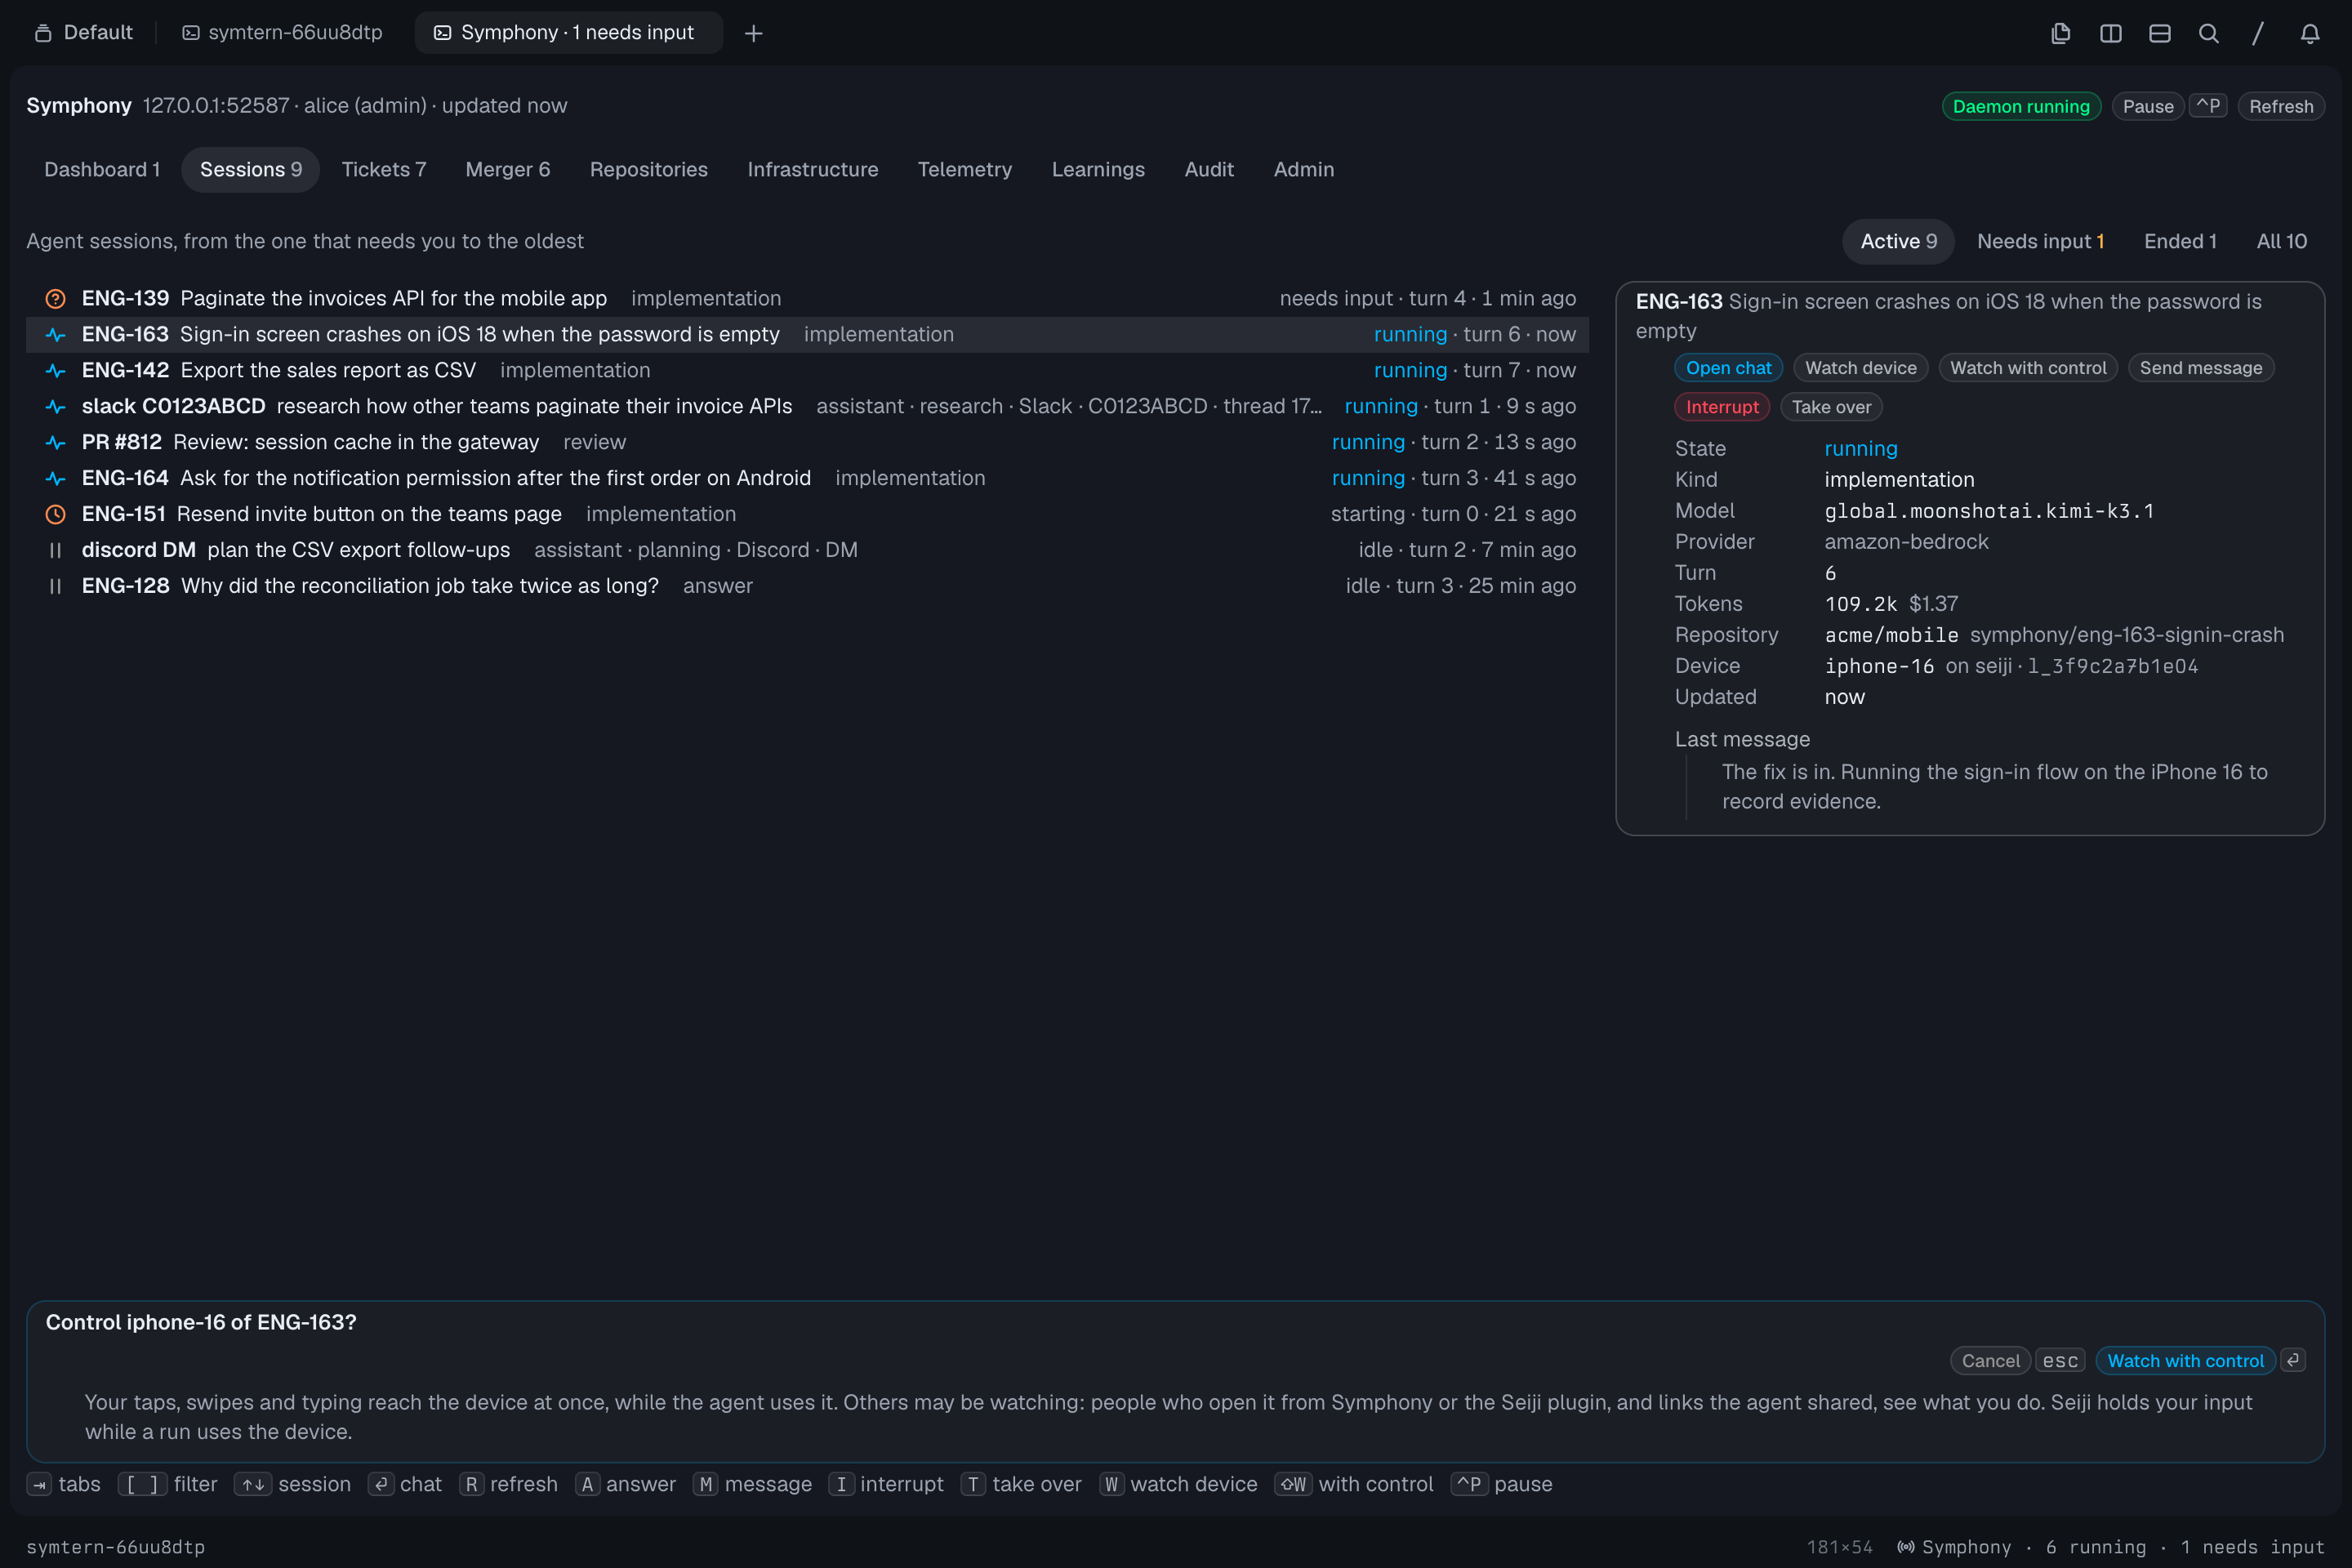 Default
symtern-66uu8dtp
Symphony · 1 needs input
Symphony 127.0.0.1:52587 · alice (admin) · updated now
Daemon running Pause ^P Refresh
Dashboard 1 Sessions 9 Tickets 7 Merger 6 Repositories Infrastructure Telemetry Learnings Audit Admin
Agent sessions, from the one that needs you to the oldest
Active 9 Needs input 1 Ended 1 All 10
ENG-139 Paginate the invoices API for the mobile app implementation needs input · turn 4 · 1 min ago
ENG-163 Sign-in screen crashes on iOS 18 when the password is empty implementation running · turn 6 · now
ENG-142 Export the sales report as CSV implementation running · turn 7 · now
slack C0123ABCD research how other teams paginate their invoice APIs assistant · research · Slack · C0123ABCD · thread 17… running · turn 1 · 9 s ago
PR #812 Review: session cache in the gateway review running · turn 2 · 13 s ago
ENG-164 Ask for the notification permission after the first order on Android implementation running · turn 3 · 41 s ago
ENG-151 Resend invite button on the teams page implementation starting · turn 0 · 21 s ago
discord DM plan the CSV export follow-ups assistant · planning · Discord · DM idle · turn 2 · 7 min ago
ENG-128 Why did the reconciliation job take twice as long? answer idle · turn 3 · 25 min ago
ENG-163 Sign-in screen crashes on iOS 18 when the password is
empty
Open chat Watch device Watch with control Send message
Interrupt Take over
State running
Kind implementation
Model global.moonshotai.kimi-k3.1
Provider amazon-bedrock
Turn 6
Tokens 109.2k $1.37
Repository acme/mobile symphony/eng-163-signin-crash
Device iphone-16 on seiji · l_3f9c2a7b1e04
Updated now
Last message
The fix is in. Running the sign-in flow on the iPhone 16 to
record evidence.
Control iphone-16 of ENG-163?
Cancel esc Watch with control ⏎
Your taps, swipes and typing reach the device at once, while the agent uses it. Others may be watching: people who open it from Symphony or the Seiji plugin, and links the agent shared, see what you do. Seiji holds your input
while a run uses the device.
⇥ tabs [ ] filter ↑↓ session ⏎ chat R refresh A answer M message I interrupt T take over W watch device ⇧W with control ^P pause
symtern-66uu8dtp
181×54 Symphony · 6 running · 1 needs input